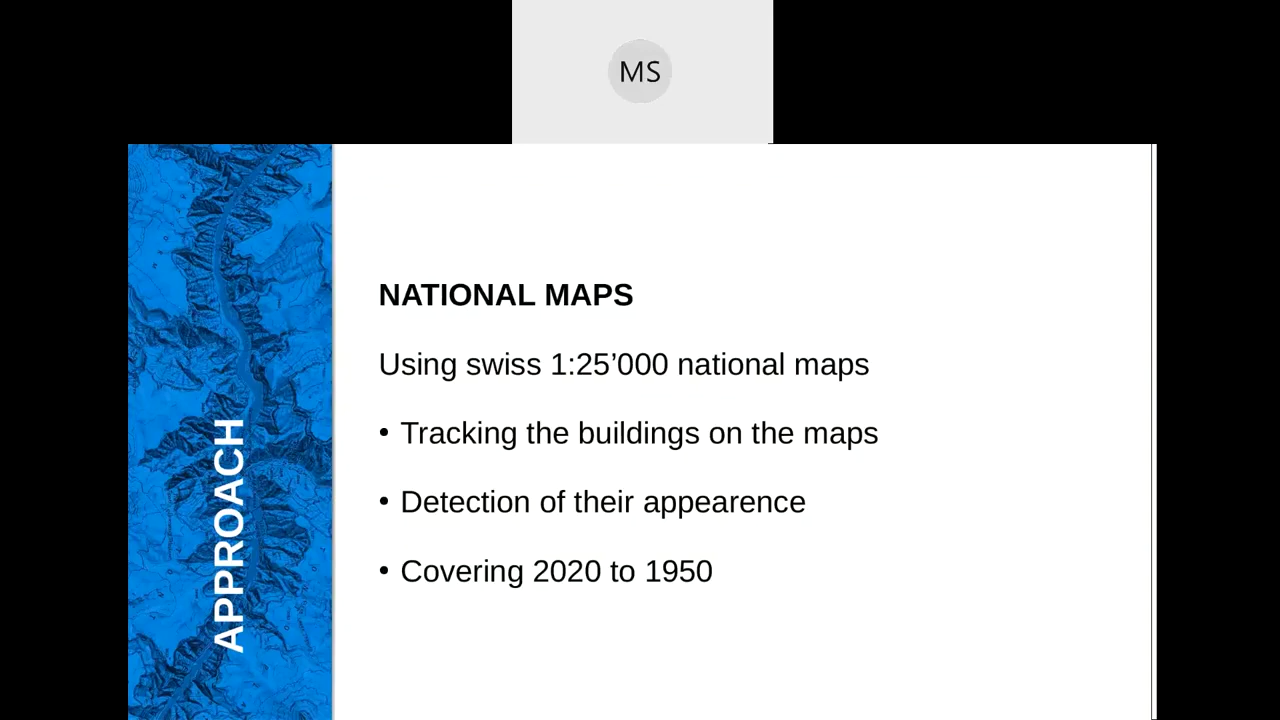 MS
APPROACH
NATIONAL MAPS
Using swiss 1:25’000 national maps
• Tracking the buildings on the maps
• Detection of their appearence
• Covering 2020 to 1950